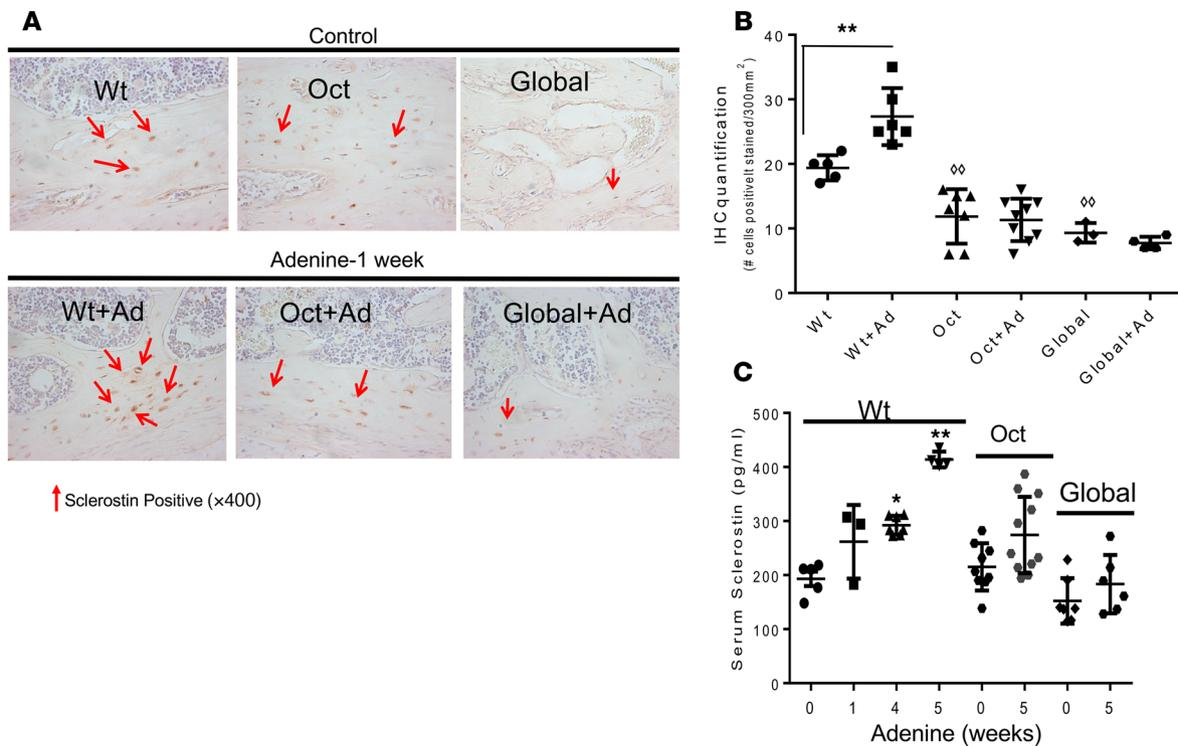 A
Control
Wt
Oct
Global
Adenine-1 week
Wt+Ad
Oct+Ad
Global+Ad
Sclerostin Positive (×400)
B
IHC quantification
(# cells positivelt stained/300mm²)
40
30
20
10
0
**
◊◊
◊◊
Wt
Wt+Ad
Oct
Oct+Ad
Global
Global+Ad
C
Serum Sclerostin (pg/ml)
500
400
300
200
100
0
Wt
Oct
Global
*
**
0 1 4 5 0 5 0 5
Adenine (weeks)